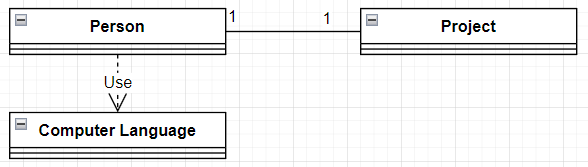 Person
1
1
Project
Use
Computer Language